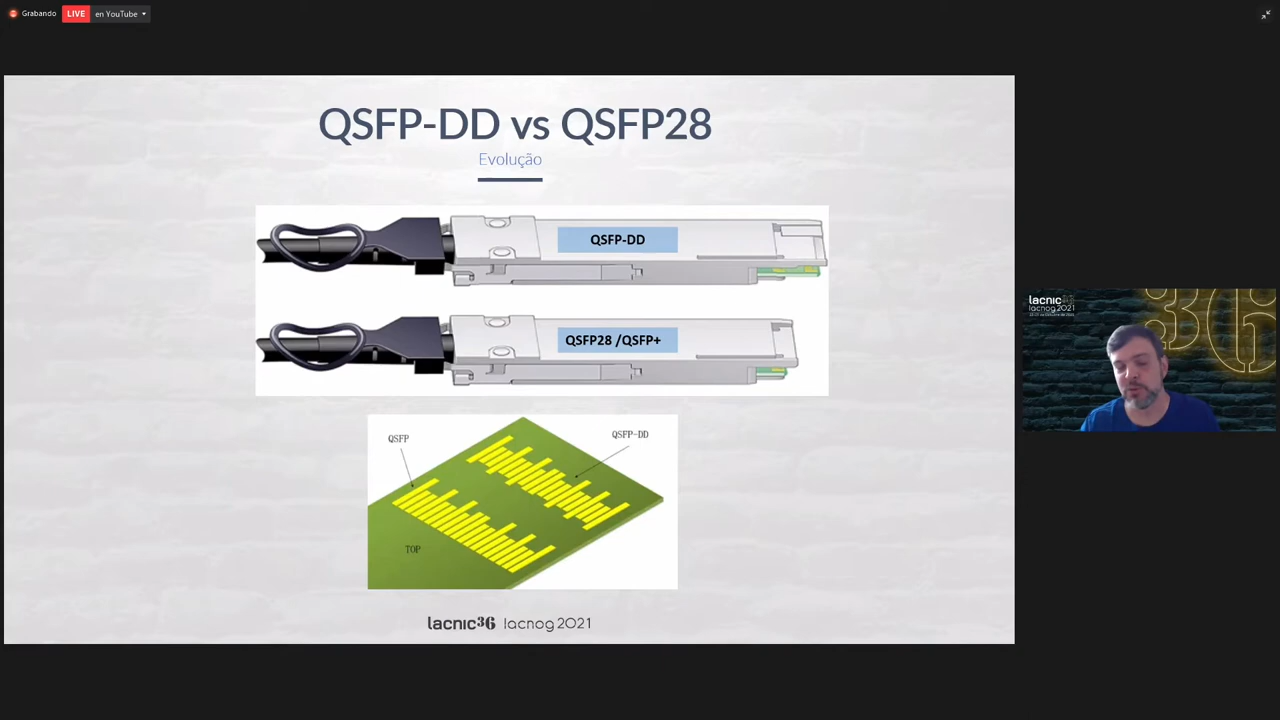 Grabando LIVE en YouTube
QSFP-DD vs QSFP28
Evolução
QSFP-DD
QSFP28 /QSFP+
QSFP
QSFP-DD
TOP
lacnic36 lacnog 2021
lacnic36
lacnog 2021
36